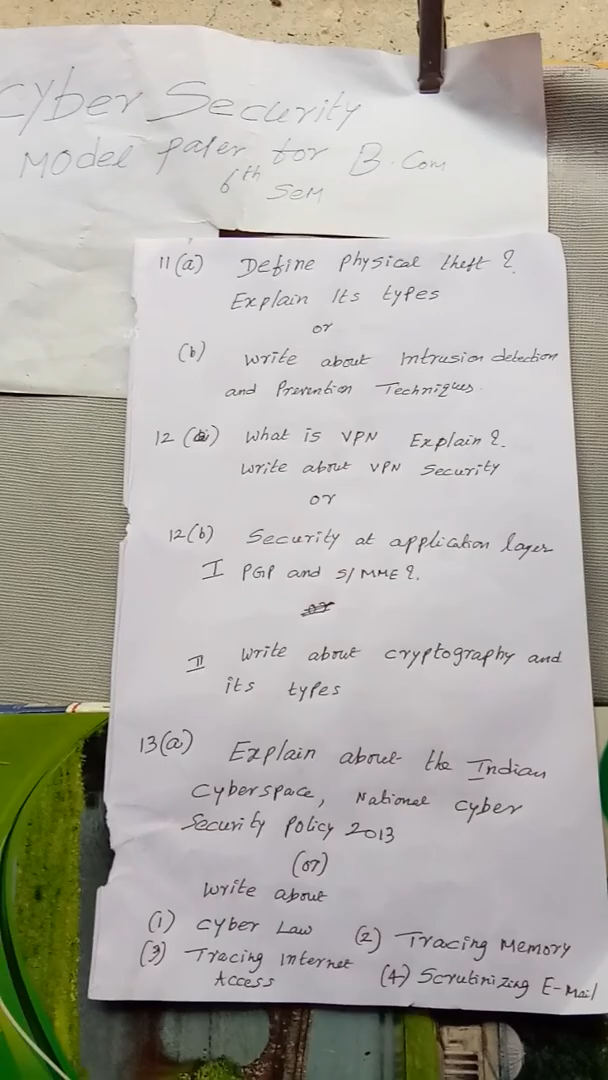 Cyber Security
Model Paper for B.Com
6th
Sem
11(a) Define Physical theft?
Explain Its types
or
(b) Write about Intrusion detection
and Prevention Techniques.
12 (a) What is VPN Explain?
Write about VPN Security
or
12(b) Security at application layer
I PGP and S/MME?.
II Write about cryptography and
its types
13(a) Explain about the Indian
Cyberspace, National cyber
Security Policy 2013
(or)
Write about
(1) Cyber Law (2) Tracing Memory
(3) Tracing Internet (4) Scrutinizing E-Mail
Access